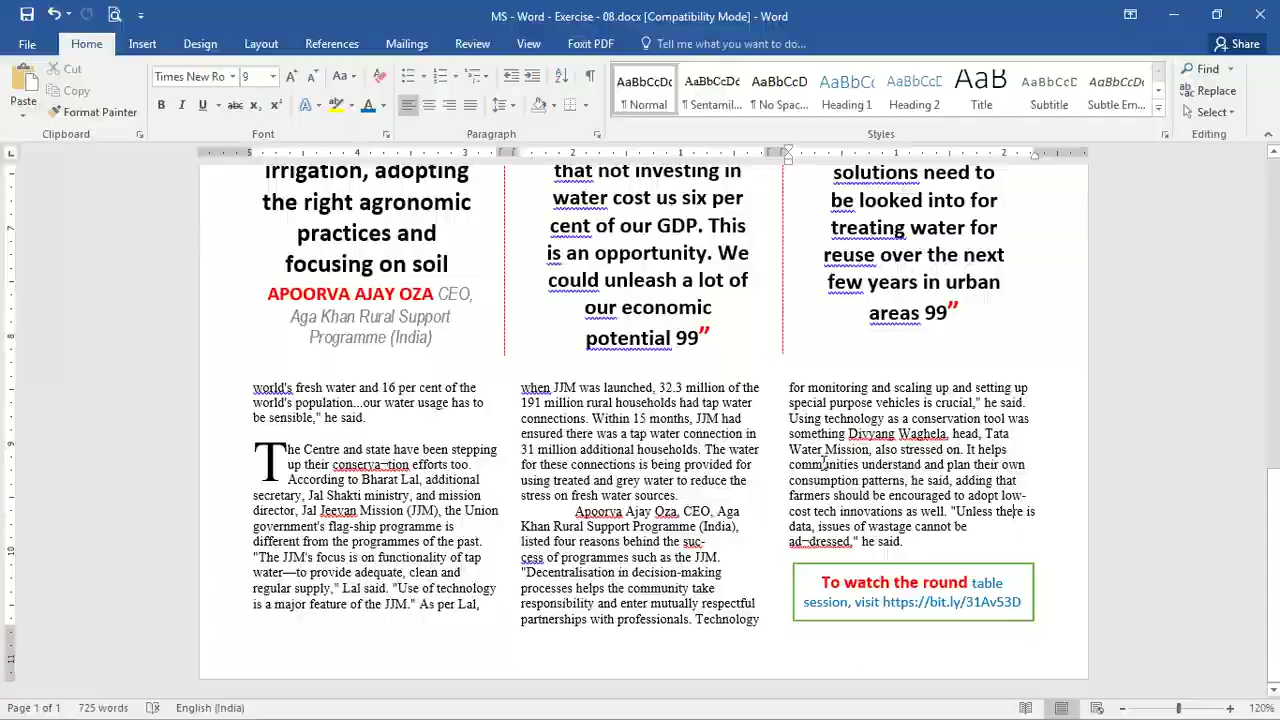 MS - Word - Exercise - 08.docx [Compatibility Mode] - Word
File Home Insert Design Layout References Mailings Review View Foxit PDF Tell me what you want to do... Share
Paste
Cut
Copy
Format Painter
Clipboard
Times New Ro 9
Font
Paragraph
AaBbCcDc ¶ Normal
AaBbCcDc ¶ Sentamil...
AaBbCcD ¶ No Spac...
AaBbC Heading 1
AaBbCcD Heading 2
AaB Title
AaBbCcD Subtitle
AaBbCcD Subtle Em...
Styles
Find
Replace
Select
Editing
irrigation, adopting
the right agronomic
practices and
focusing on soil
APOORVA AJAY OZA CEO,
Aga Khan Rural Support
Programme (India)
that not investing in
water cost us six per
cent of our GDP. This
is an opportunity. We
could unleash a lot of
our economic
potential 99”
solutions need to
be looked into for
treating water for
reuse over the next
few years in urban
areas 99”
world's fresh water and 16 per cent of the
world's population...our water usage has to
be sensible," he said.
The Centre and state have been stepping
up their conserva¬tion efforts too.
According to Bharat Lal, additional
secretary, Jal Shakti ministry, and mission
director, Jal Jeevan Mission (JJM), the Union
government's flag-ship programme is
different from the programmes of the past.
"The JJM's focus is on functionality of tap
water—to provide adequate, clean and
regular supply," Lal said. "Use of technology
is a major feature of the JJM." As per Lal,
when JJM was launched, 32.3 million of the
191 million rural households had tap water
connections. Within 15 months, JJM had
ensured there was a tap water connection in
31 million additional households. The water
for these connections is being provided for
using treated and grey water to reduce the
stress on fresh water sources.
Apoorva Ajay Oza, CEO, Aga
Khan Rural Support Programme (India),
listed four reasons behind the suc-
cess of programmes such as the JJM.
"Decentralisation in decision-making
processes helps the community take
responsibility and enter mutually respectful
partnerships with professionals. Technology
for monitoring and scaling up and setting up
special purpose vehicles is crucial," he said.
Using technology as a conservation tool was
something Divyang Waghela, head, Tata
Water Mission, also stressed on. It helps
communities understand and plan their own
consumption patterns, he said, adding that
farmers should be encouraged to adopt low-
cost tech innovations as well. "Unless there is
data, issues of wastage cannot be
ad¬dressed," he said.
To watch the round table
session, visit https://bit.ly/31Av53D
Page 1 of 1 725 words English (India) 120%